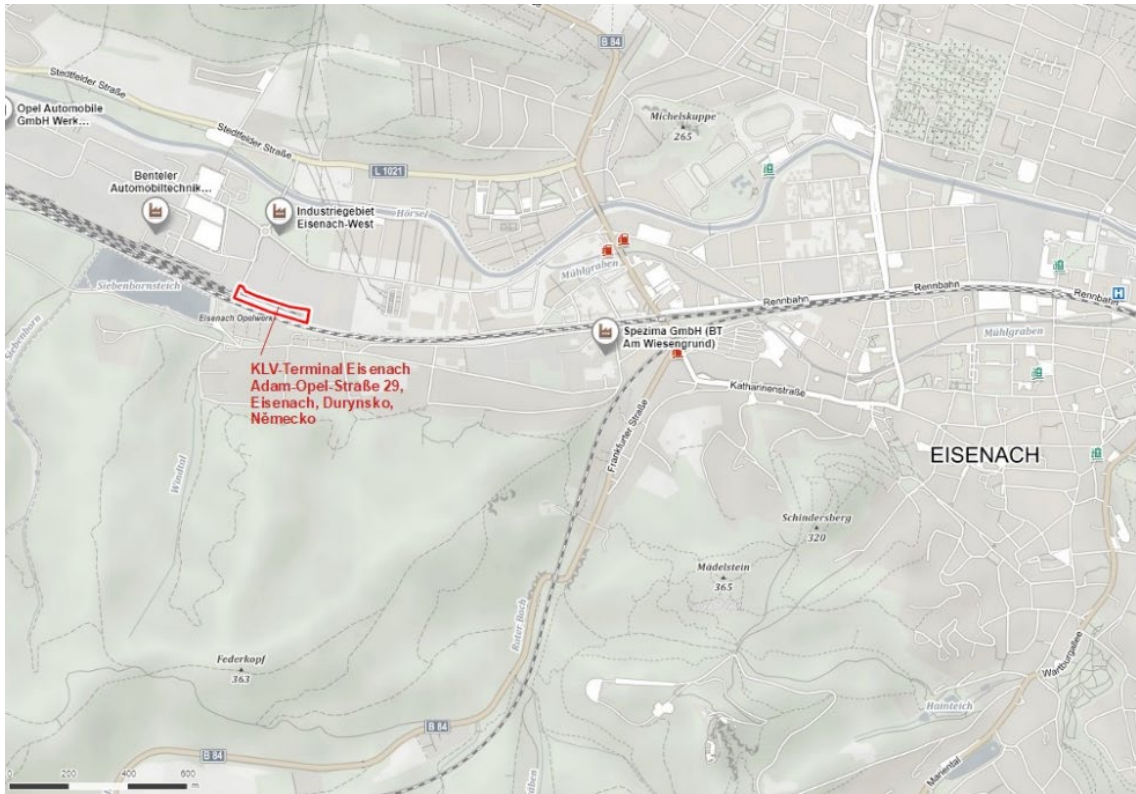 B 84
Stedtfelder Straße
Opel Automobile
GmbH Werk...
Michelskuppe
265
Stedtfelder Straße
L 1021
Benteler
Automobiltechnik...
Industriegebiet
Eisenach-West
Hörsel
Mühlgraben
Siebenbornsteich
Rennbahn
Rennbahn
Rennbahn
H
Eisenach Opelwerk
Siebenborn
Spezima GmbH (BT
Am Wiesengrund)
Mühlgraben
KLV-Terminal Eisenach
Adam-Opel-Straße 29,
Eisenach, Durynsko,
Německo
Katharinenstraße
Frankfurter Straße
EISENACH
Windtal
Schindersberg
320
Mädelstein
365
Roter Bach
Federkopf
363
Wartburgallee
Hainteich
B 84
B 84
Mariental
0 200 400 600
m